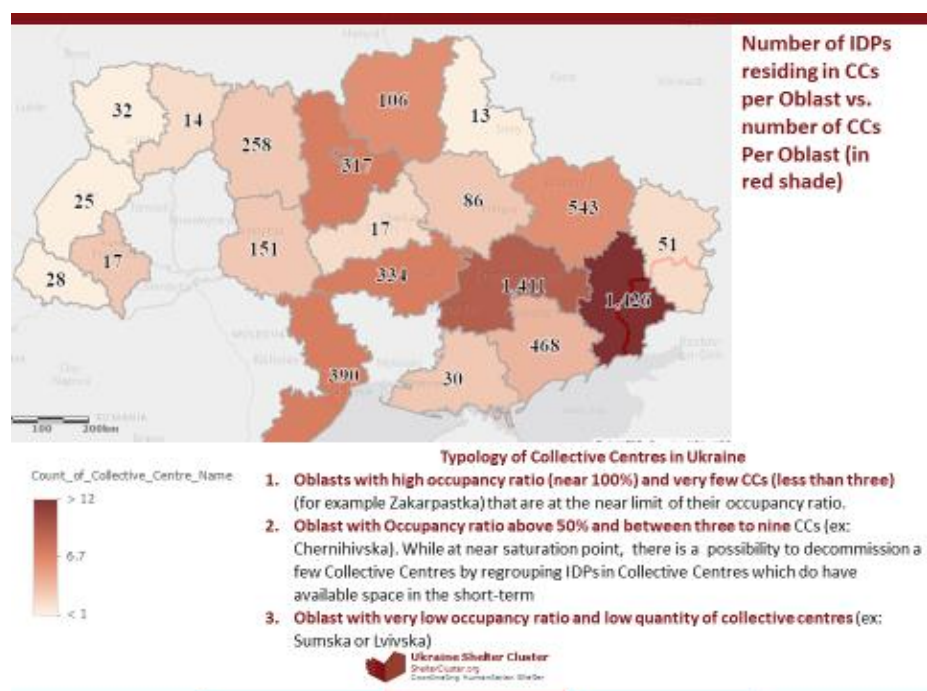 Number of IDPs
residing in CCs
per Oblast vs.
number of CCs
Per Oblast (in
red shade)
32
14
258
106
13
317
25
86
543
17
151
17
51
28
334
1,411
1,426
468
390
30
100 200km
Count_of_Collective_Centre_Name
> 12
6.7
< 1
Typology of Collective Centres in Ukraine
1. Oblasts with high occupancy ratio (near 100%) and very few CCs (less than three)
(for example Zakarpastka) that are at the near limit of their occupancy ratio.
2. Oblast with Occupancy ratio above 50% and between three to nine CCs (ex:
Chernihivska). While at near saturation point, there is a possibility to decommission a
few Collective Centres by regrouping IDPs in Collective Centres which do have
available space in the short-term
3. Oblast with very low occupancy ratio and low quantity of collective centres (ex:
Sumska or Lvivska)
Ukraine Shelter Cluster
ShelterCluster.org
Coordinating Humanitarian Shelter